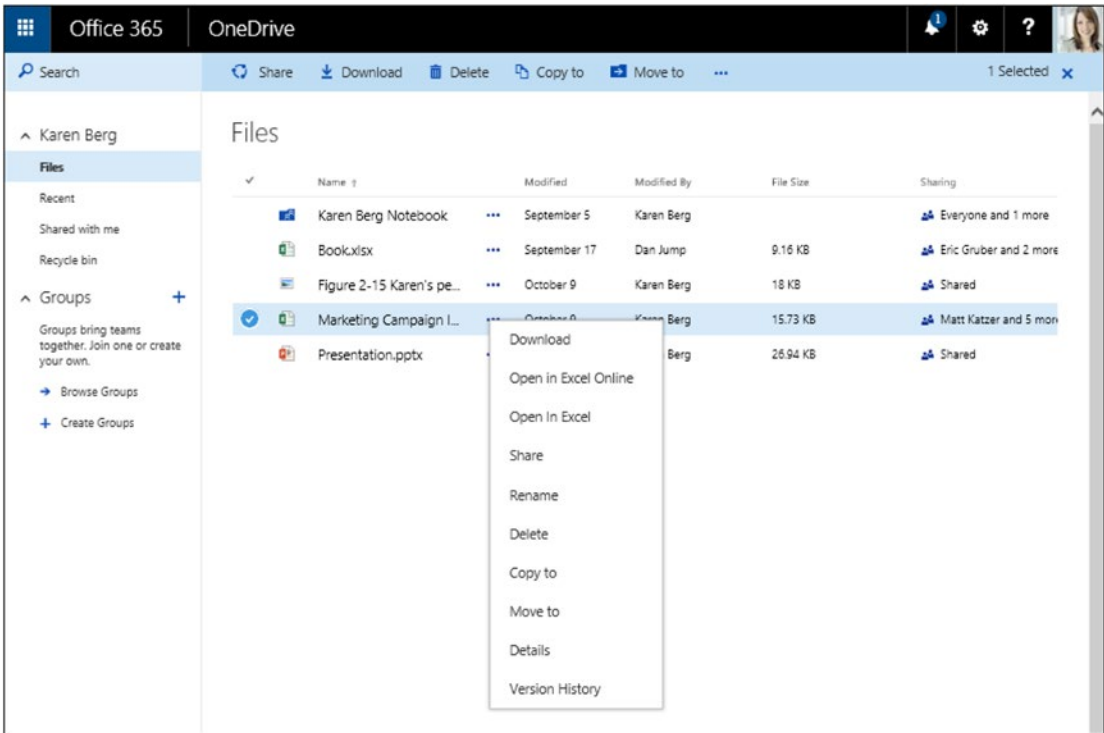 Office 365 OneDrive 1 ?
Search Share Download Delete Copy to Move to ... 1 Selected
Karen Berg
Files
Recent
Shared with me
Recycle bin
Groups +
Groups bring teams
together. Join one or create
your own.
Browse Groups
+ Create Groups
Files
Name Modified Modified By File Size Sharing
Karen Berg Notebook ... September 5 Karen Berg Everyone and 1 more
Book.xlsx ... September 17 Dan Jump 9.16 KB Eric Gruber and 2 more
Figure 2-15 Karen's pe... ... October 9 Karen Berg 18 KB Shared
Marketing Campaign I... ... October 9 Karen Berg 15.73 KB Matt Katzer and 5 more
Presentation.pptx Berg 26.94 KB Shared
Download
Open in Excel Online
Open In Excel
Share
Rename
Delete
Copy to
Move to
Details
Version History